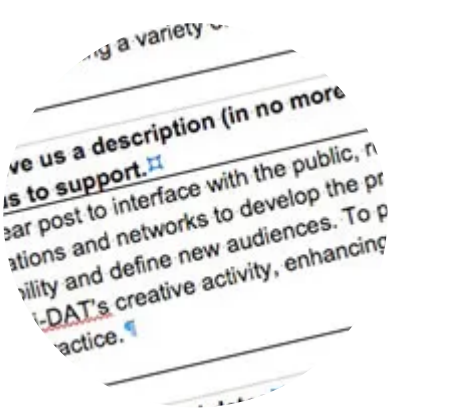 a variety
ve us a description (in no more
s to support.¤
ear post to interface with the public,
ations and networks to develop the pr
ility and define new audiences. To p
i-DAT's creative activity, enhancing
actice.¶